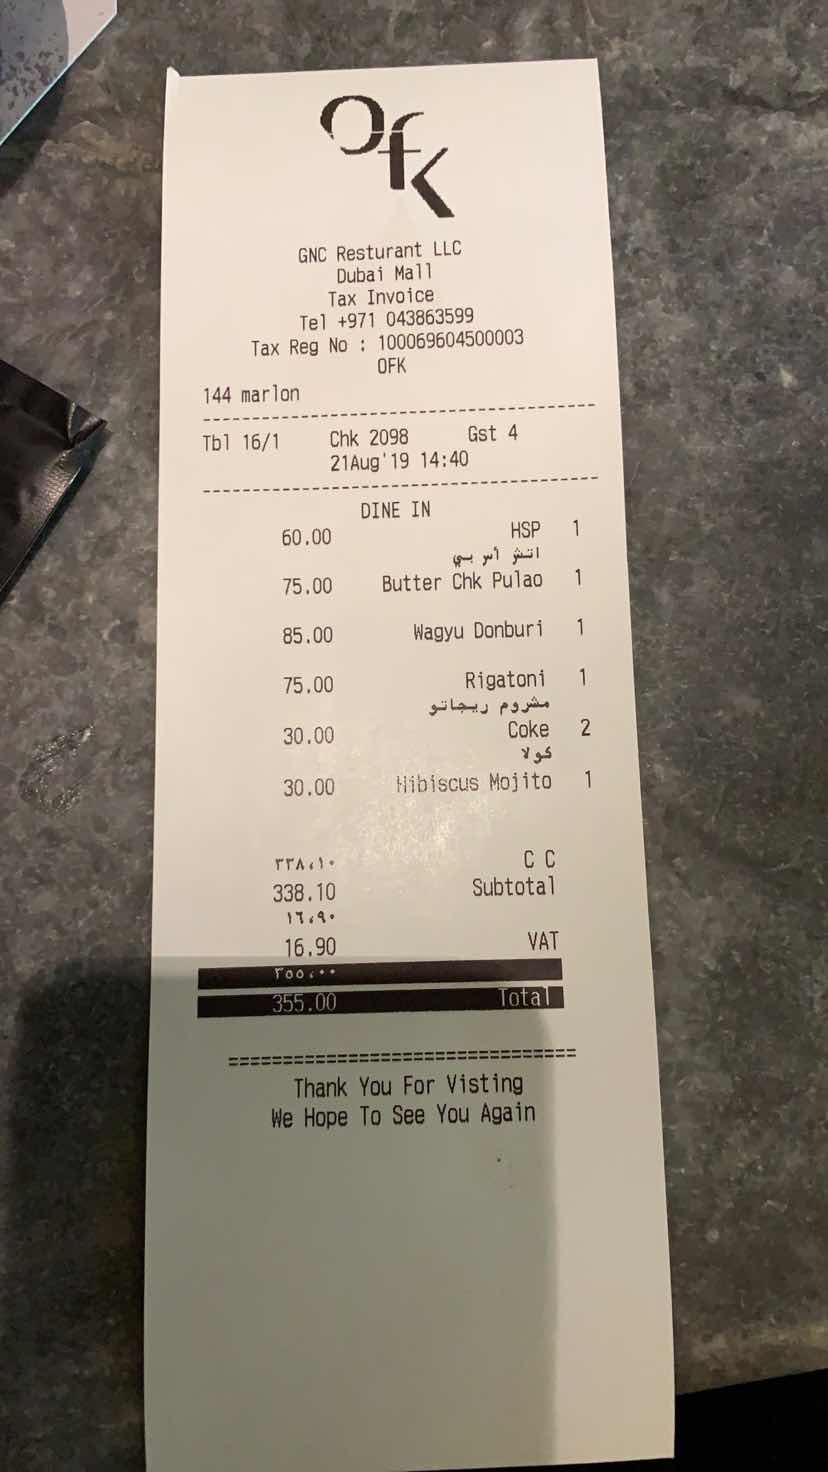 OFK
GNC Resturant LLC
Dubai Mall
Tax Invoice
Tel +971 043863599
Tax Reg No : 100069604500003
OFK
144 marlon
Tbl 16/1 Chk 2098 Gst 4
21Aug'19 14:40
DINE IN
60.00 HSP 1
اتش أس بي
75.00 Butter Chk Pulao 1
85.00 Wagyu Donburi 1
75.00 Rigatoni 1
مشروم ريجاتو
30.00 Coke 2
كولا
30.00 Hibiscus Mojito 1
٣٣٨،١٠ C C
338.10 Subtotal
١٦،٩٠
16.90 VAT
٣٥٥،٠٠
355.00 Total
Thank You For Visting
We Hope To See You Again